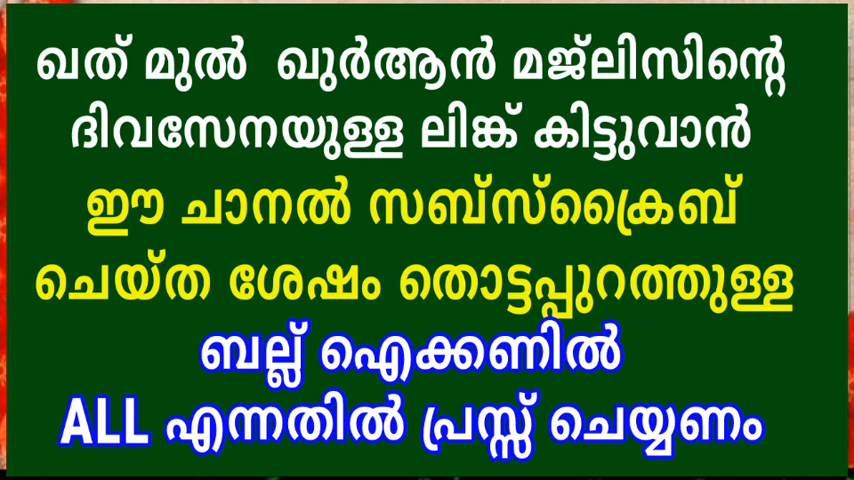 ഖത് മുൽ ഖുർആൻ മജ്ലിസിന്റെ
ദിവസേനയുള്ള ലിങ്ക് കിട്ടുവാൻ
ഈ ചാനൽ സബ്സ്ക്രൈബ്
ചെയ്ത ശേഷം തൊട്ടപ്പുറത്തുള്ള
ബല്ല് ഐക്കണിൽ
ALL എന്നതിൽ പ്രസ്സ് ചെയ്യണം